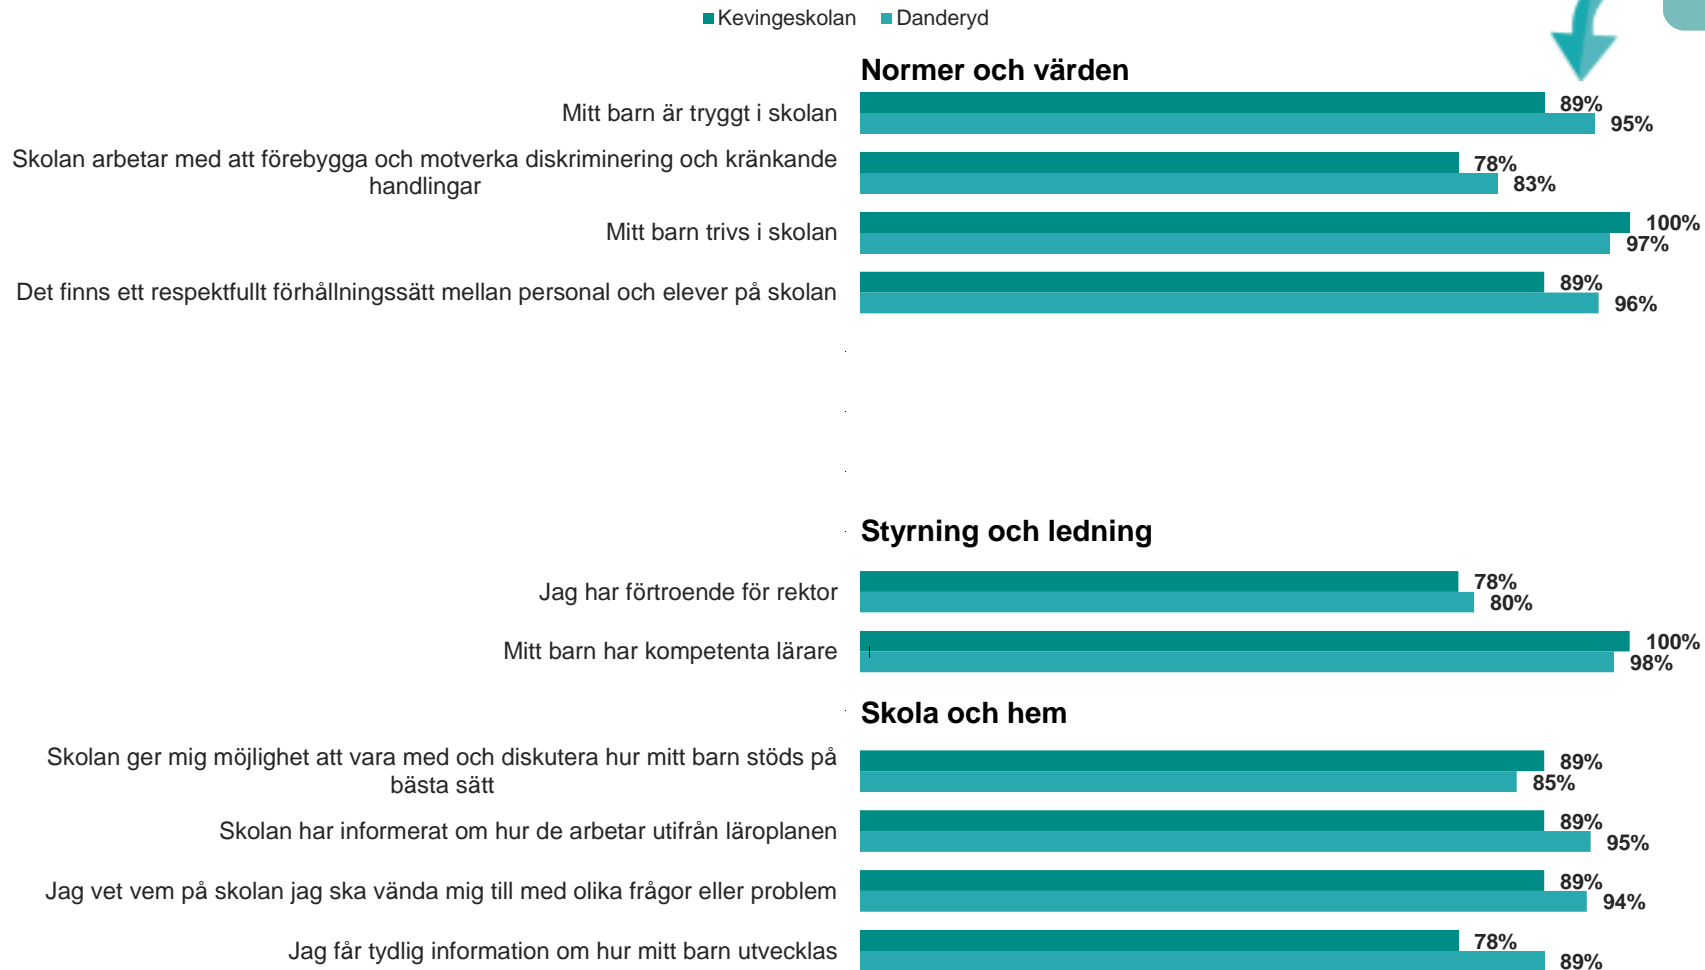 Kevingeskolan Danderyd
Normer och värden
Mitt barn är tryggt i skolan
89%
95%
Skolan arbetar med att förebygga och motverka diskriminering och kränkande
handlingar
78%
83%
Mitt barn trivs i skolan
100%
97%
Det finns ett respektfullt förhållningssätt mellan personal och elever på skolan
89%
96%
Styrning och ledning
Jag har förtroende för rektor
78%
80%
Mitt barn har kompetenta lärare
100%
98%
Skola och hem
Skolan ger mig möjlighet att vara med och diskutera hur mitt barn stöds på
bästa sätt
89%
85%
Skolan har informerat om hur de arbetar utifrån läroplanen
89%
95%
Jag vet vem på skolan jag ska vända mig till med olika frågor eller problem
89%
94%
Jag får tydlig information om hur mitt barn utvecklas
78%
89%